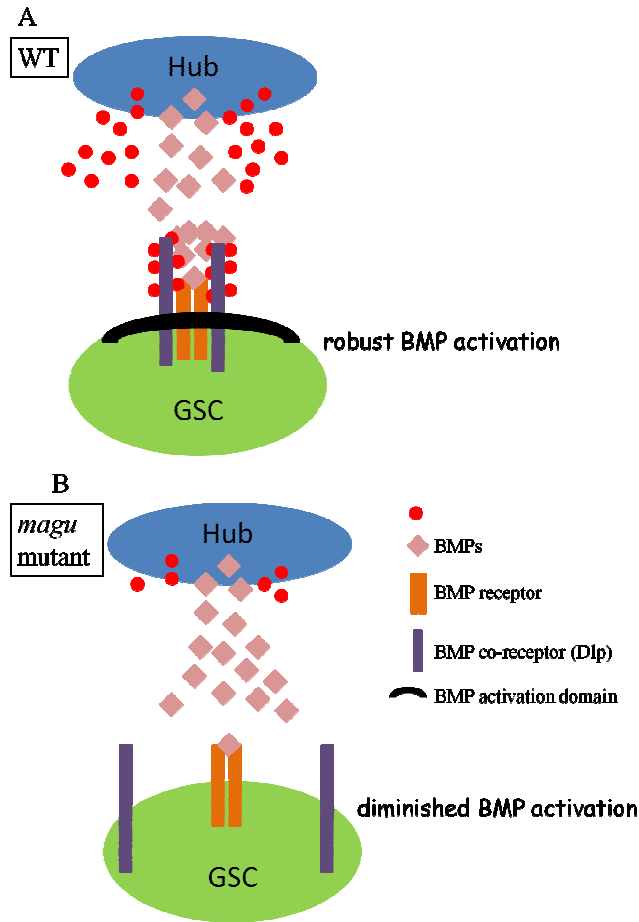 A
WT
Hub
robust BMP activation
GSC
B
magu
mutant
Hub
BMPs
BMP receptor
BMP co-receptor (Dlp)
BMP activation domain
diminished BMP activation
GSC